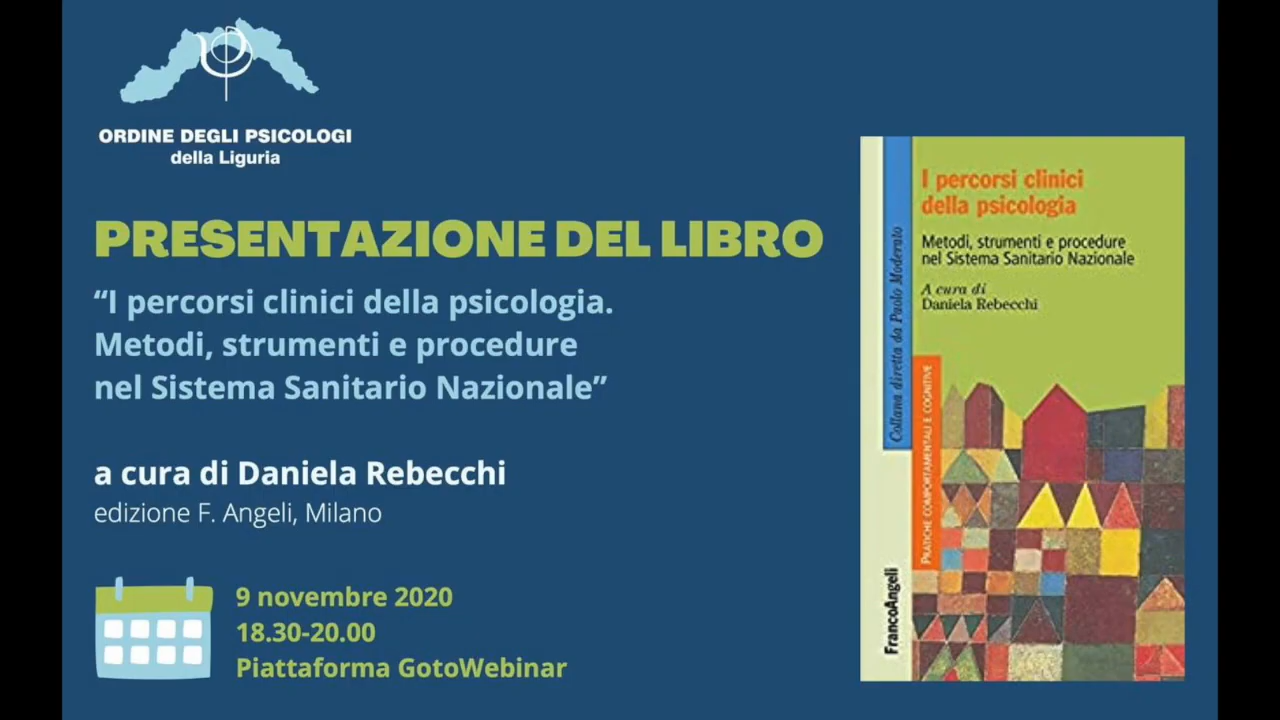 ORDINE DEGLI PSICOLOGI
della Liguria
PRESENTAZIONE DEL LIBRO
“I percorsi clinici della psicologia.
Metodi, strumenti e procedure
nel Sistema Sanitario Nazionale”
a cura di Daniela Rebecchi
edizione F. Angeli, Milano
9 novembre 2020
18.30-20.00
Piattaforma GotoWebinar
I percorsi clinici
della psicologia
Metodi, strumenti e procedure
nel Sistema Sanitario Nazionale
A cura di
Daniela Rebecchi
Collana diretta da Paolo Moderato
PRATICHE COMPORTAMENTALI E COGNITIVE
FrancoAngeli